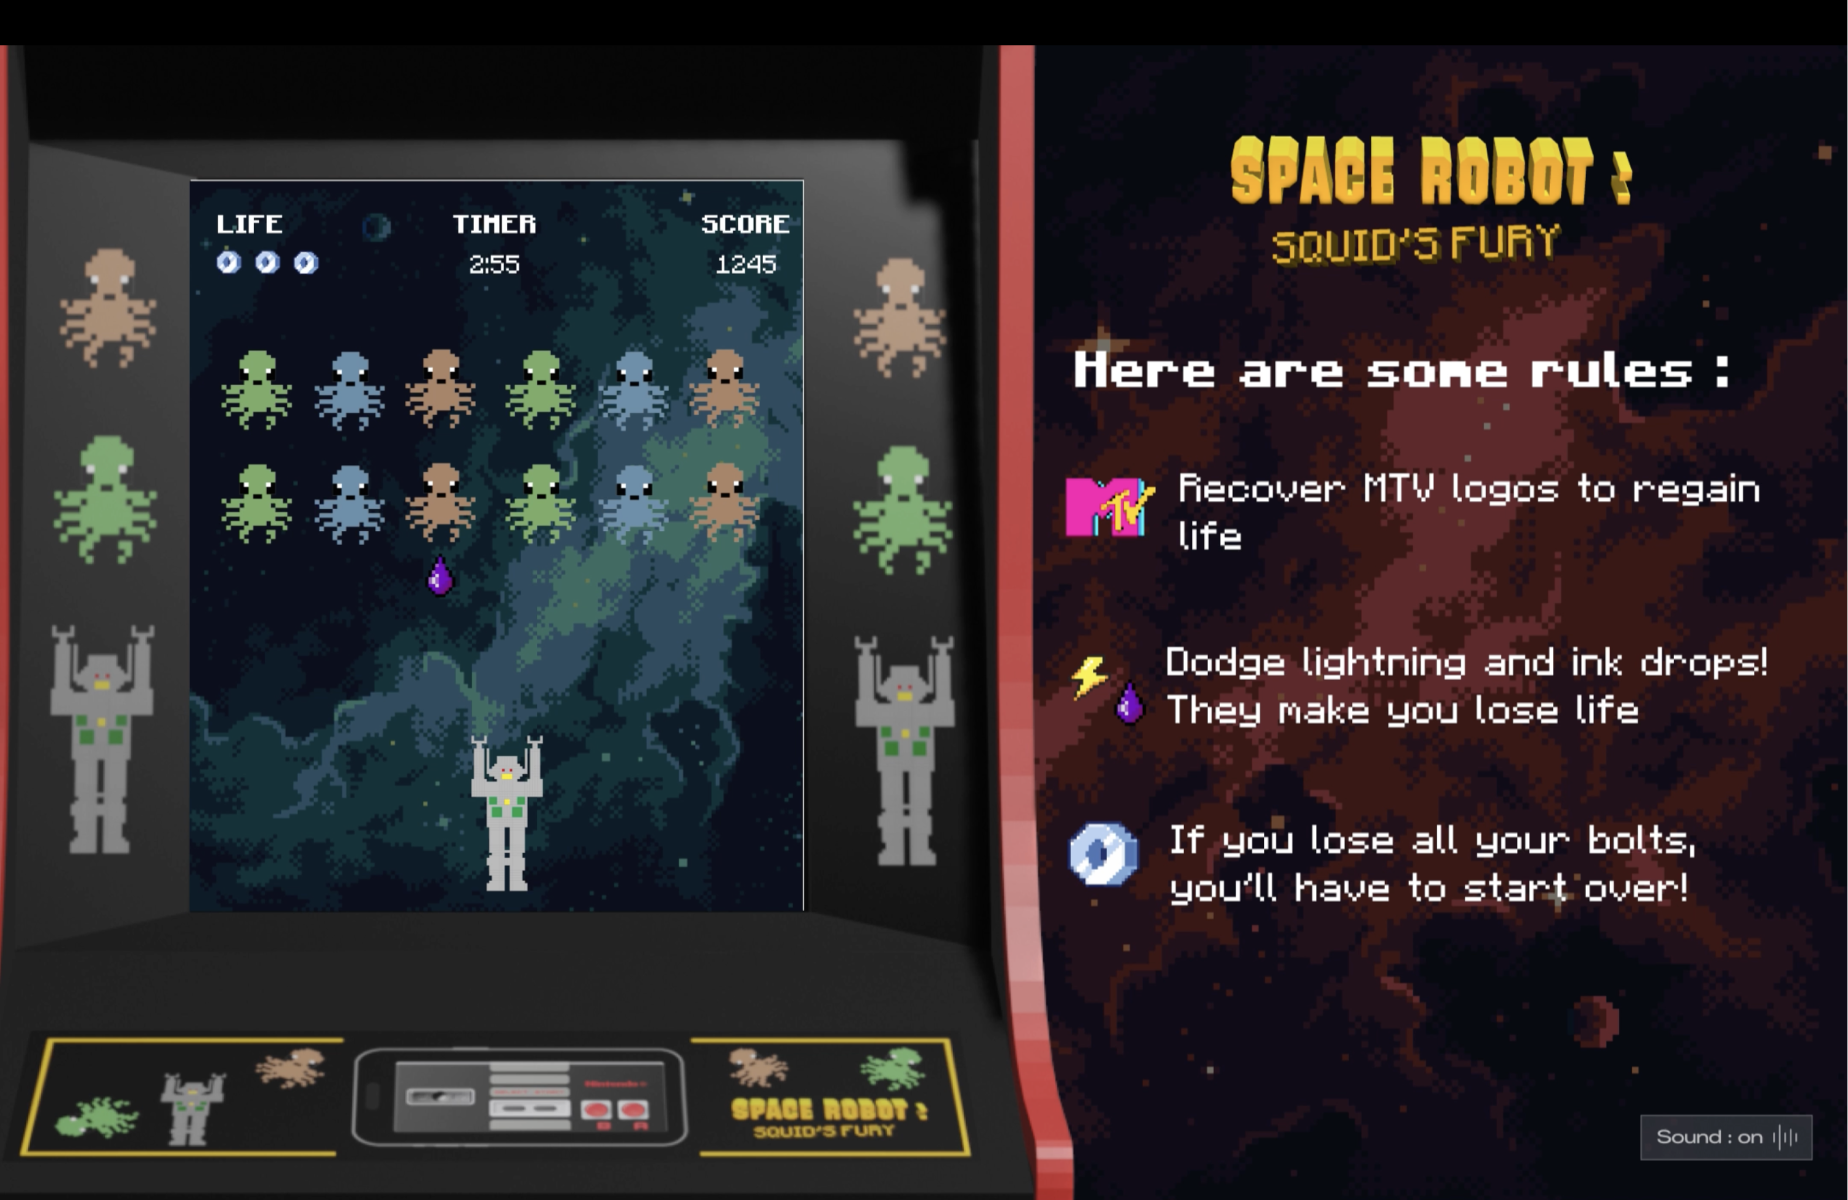 LIFE TIMER SCORE
2:55 1245
SPACE ROBOT :
SQUID'S FURY
Here are some rules :
MTV
Recover MTV logos to regain
life
Dodge lightning and ink drops!
They make you lose life
If you lose all your bolts,
you'll have to start over!
Nintendo
B A
SPACE ROBOT :
SQUID'S FURY
Sound : on